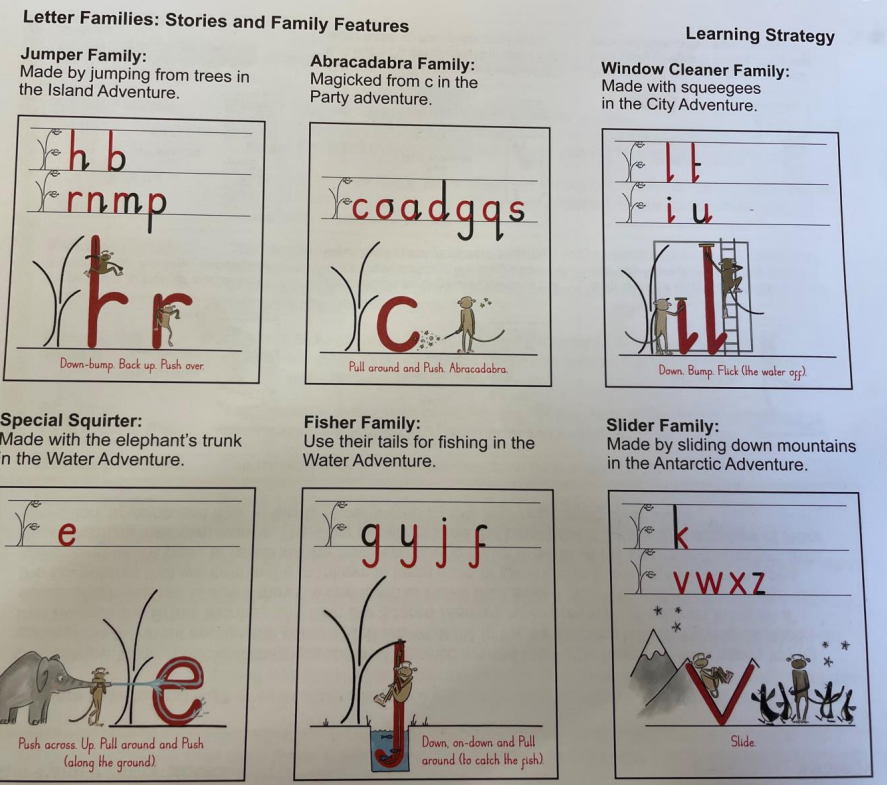 Letter Families: Stories and Family Features
Learning Strategy
Jumper Family:
Made by jumping from trees in
the Island Adventure.
h b
r n m p
Down-bump. Back up. Push over.
h r
Abracadabra Family:
Magicked from c in the
Party adventure.
c o a d g q s
c
Pull around and Push. Abracadabra.
Window Cleaner Family:
Made with squeegees
in the City Adventure.
l t
i u
i l
Down. Bump. Flick (the water off).
Special Squirter:
Made with the elephant's trunk
in the Water Adventure.
e
e
Push across. Up. Pull around and Push
(along the ground).
Fisher Family:
Use their tails for fishing in the
Water Adventure.
g y j f
j
Down, on-down and Pull
around (to catch the fish).
Slider Family:
Made by sliding down mountains
in the Antarctic Adventure.
k
v w x z
v
Slide.